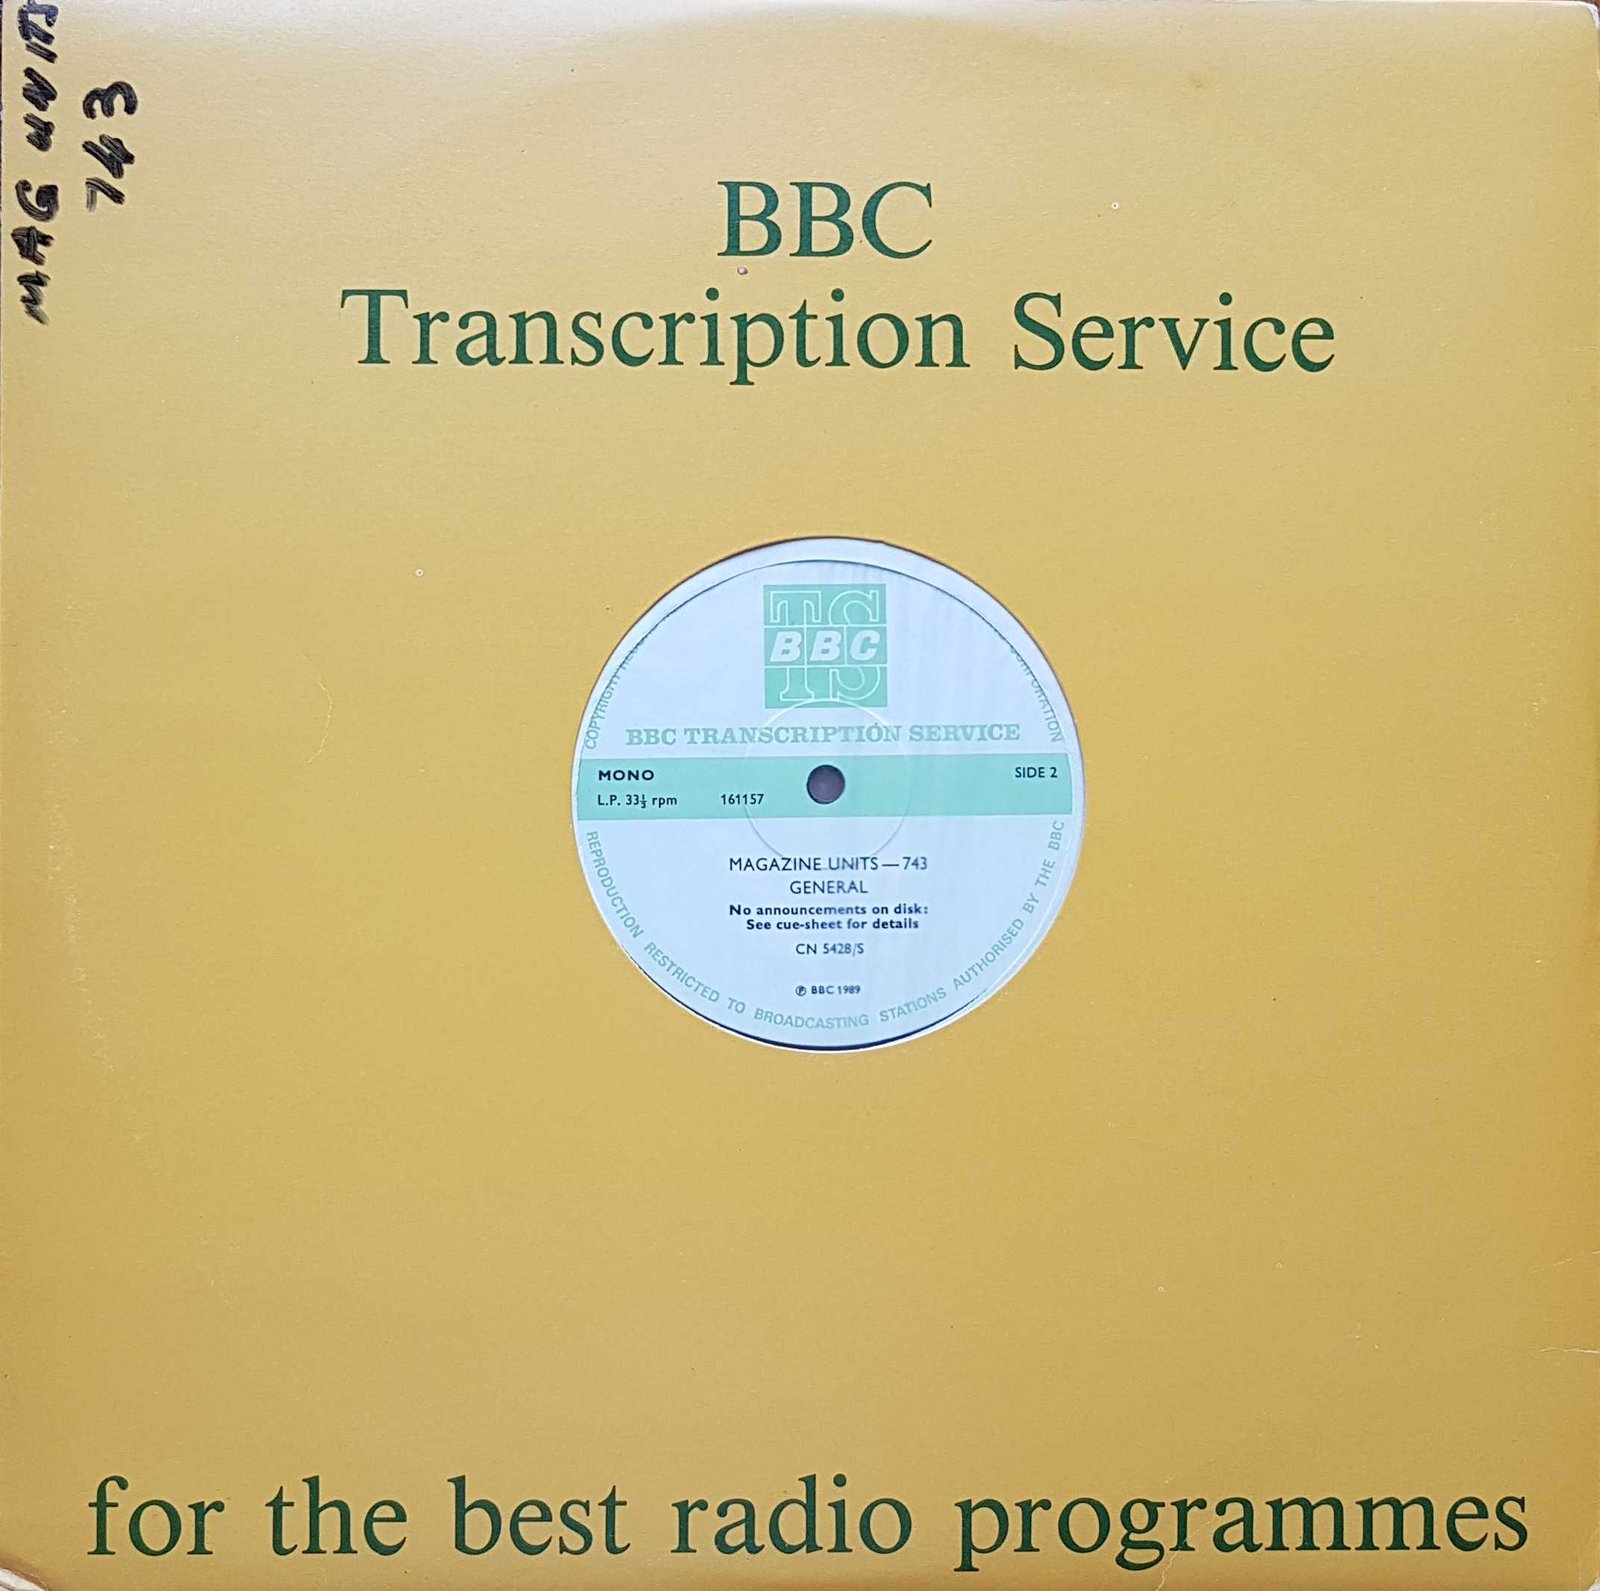 MAG UNITS
743
BBC
Transcription Service
TS
BBC
COPYRIGHT
CORPORATION
BBC TRANSCRIPTION SERVICE
MONO
SIDE 2
L.P. 33⅓ rpm 161157
MAGAZINE UNITS — 743
GENERAL
No announcements on disk:
See cue-sheet for details
CN 5428/S
℗ BBC 1989
REPRODUCTION RESTRICTED TO BROADCASTING STATIONS AUTHORISED BY THE BBC
for the best radio programmes